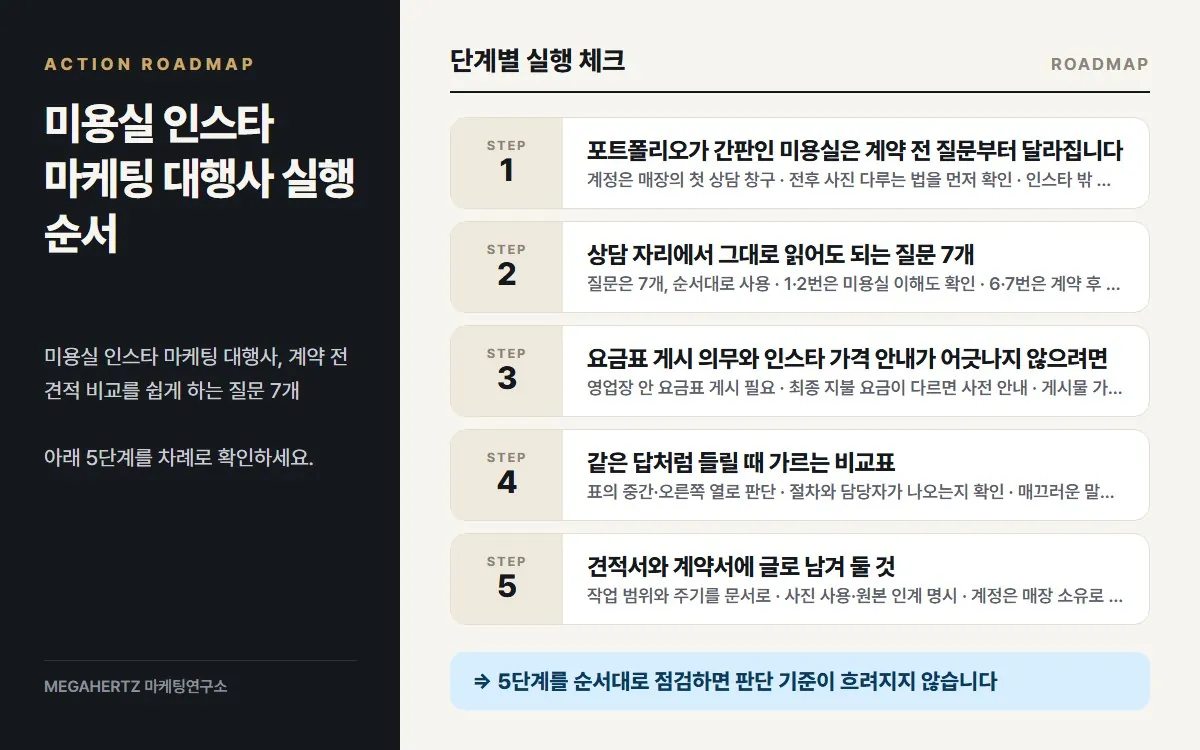 ACTION ROADMAP
미용실 인스타
마케팅 대행사 실행
순서
미용실 인스타 마케팅 대행사, 계약 전
견적 비교를 쉽게 하는 질문 7개
아래 5단계를 차례로 확인하세요.
MEGAHERTZ 마케팅연구소
단계별 실행 체크
ROADMAP
STEP
1
포트폴리오가 간판인 미용실은 계약 전 질문부터 달라집니다
계정은 매장의 첫 상담 창구 · 전후 사진 다루는 법을 먼저 확인 · 인스타 밖 ...
STEP
2
상담 자리에서 그대로 읽어도 되는 질문 7개
질문은 7개, 순서대로 사용 · 1·2번은 미용실 이해도 확인 · 6·7번은 계약 후 ...
STEP
3
요금표 게시 의무와 인스타 가격 안내가 어긋나지 않으려면
영업장 안 요금표 게시 필요 · 최종 지불 요금이 다르면 사전 안내 · 게시물 가...
STEP
4
같은 답처럼 들릴 때 가르는 비교표
표의 중간·오른쪽 열로 판단 · 절차와 담당자가 나오는지 확인 · 매끄러운 말...
STEP
5
견적서와 계약서에 글로 남겨 둘 것
작업 범위와 주기를 문서로 · 사진 사용·원본 인계 명시 · 계정은 매장 소유로 ...
→ 5단계를 순서대로 점검하면 판단 기준이 흐려지지 않습니다